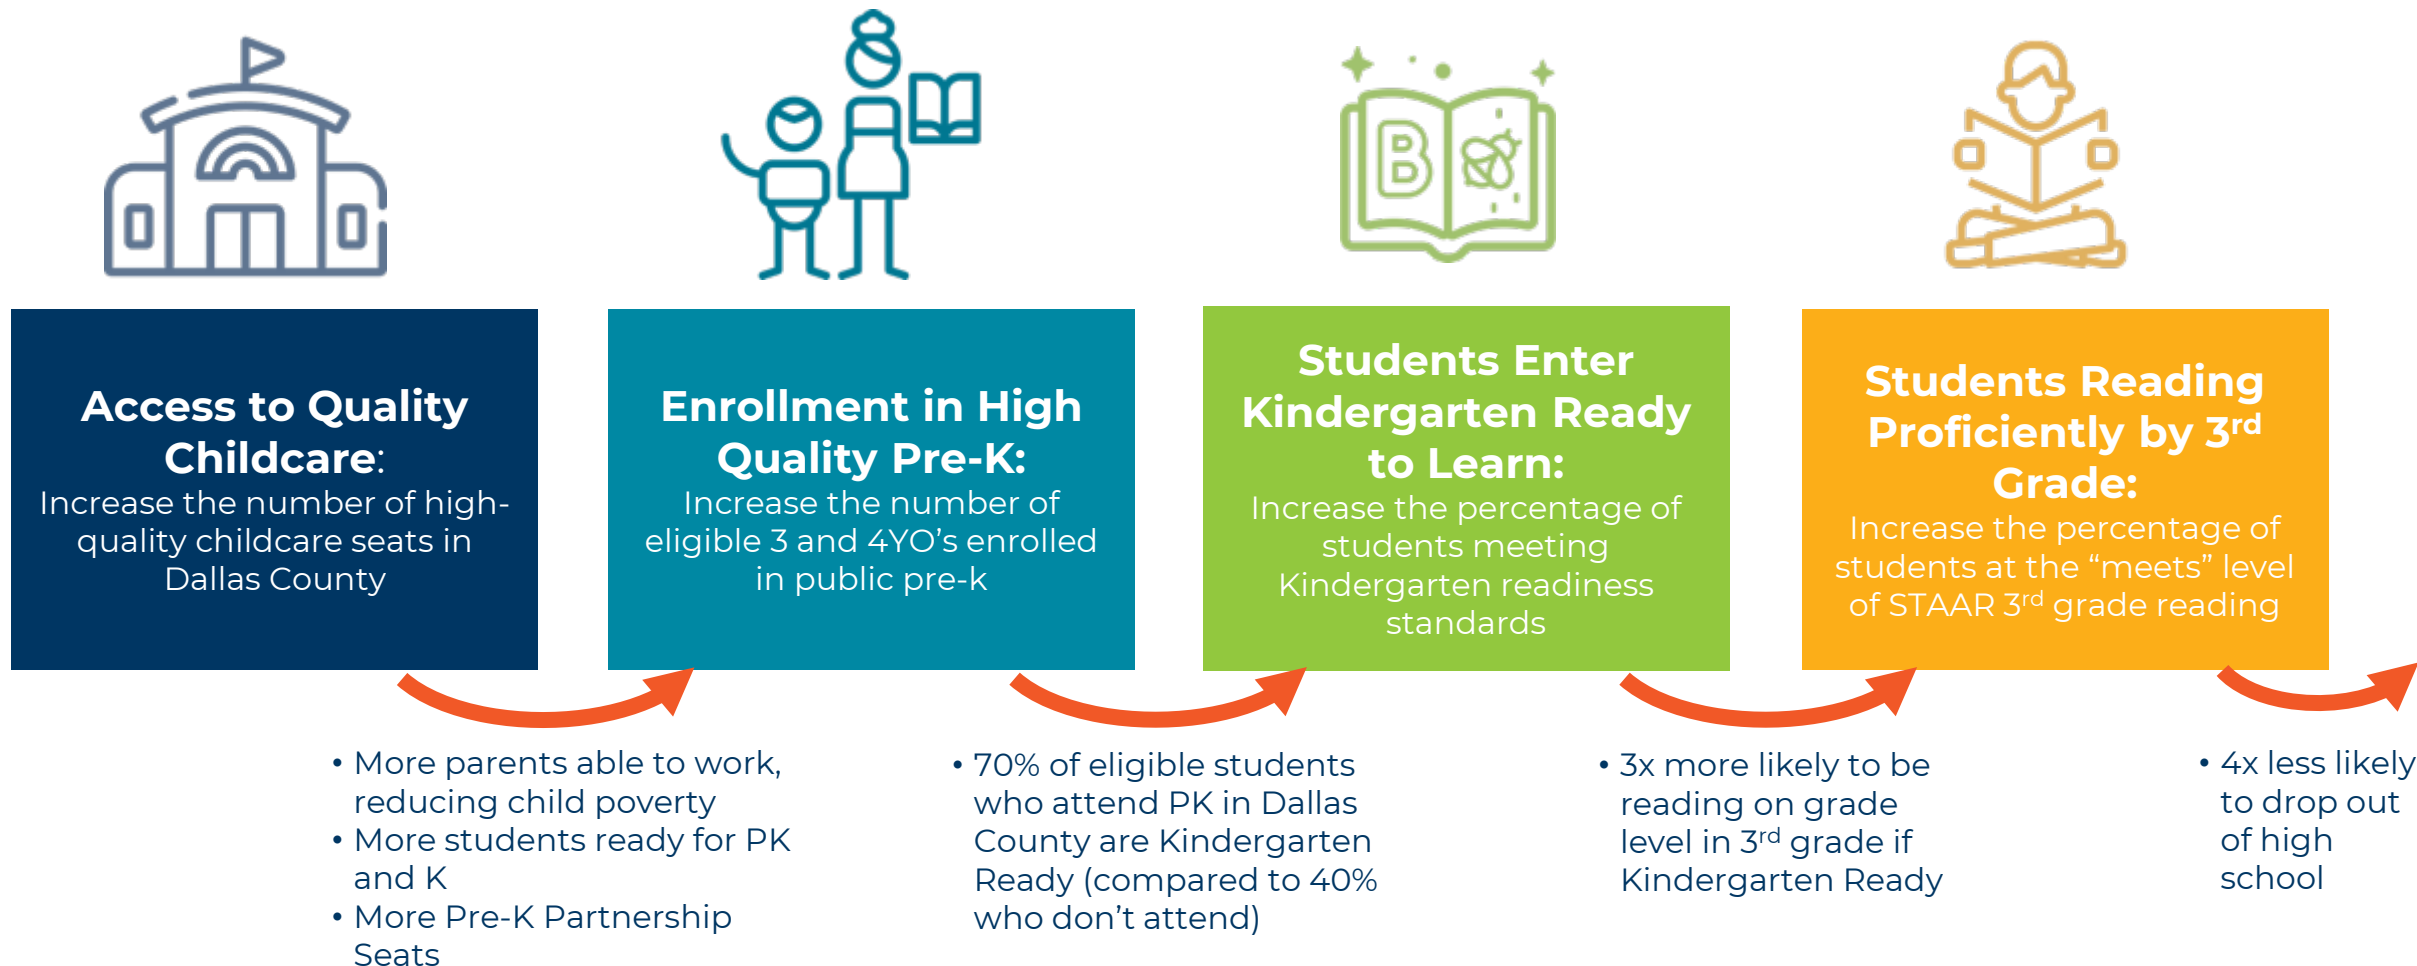 B
Access to Quality
Childcare:
Increase the number of high-
quality childcare seats in
Dallas County
Enrollment in High
Quality Pre-K:
Increase the number of
eligible 3 and 4YO’s enrolled
in public pre-k
Students Enter
Kindergarten Ready
to Learn:
Increase the percentage of
students meeting
Kindergarten readiness
standards
Students Reading
Proficiently by 3rd
Grade:
Increase the percentage of
students at the “meets” level
of STAAR 3rd grade reading
• More parents able to work,
reducing child poverty
• More students ready for PK
and K
• More Pre-K Partnership
Seats
• 70% of eligible students
who attend PK in Dallas
County are Kindergarten
Ready (compared to 40%
who don’t attend)
• 3x more likely to be
reading on grade
level in 3rd grade if
Kindergarten Ready
• 4x less likely
to drop out
of high
school